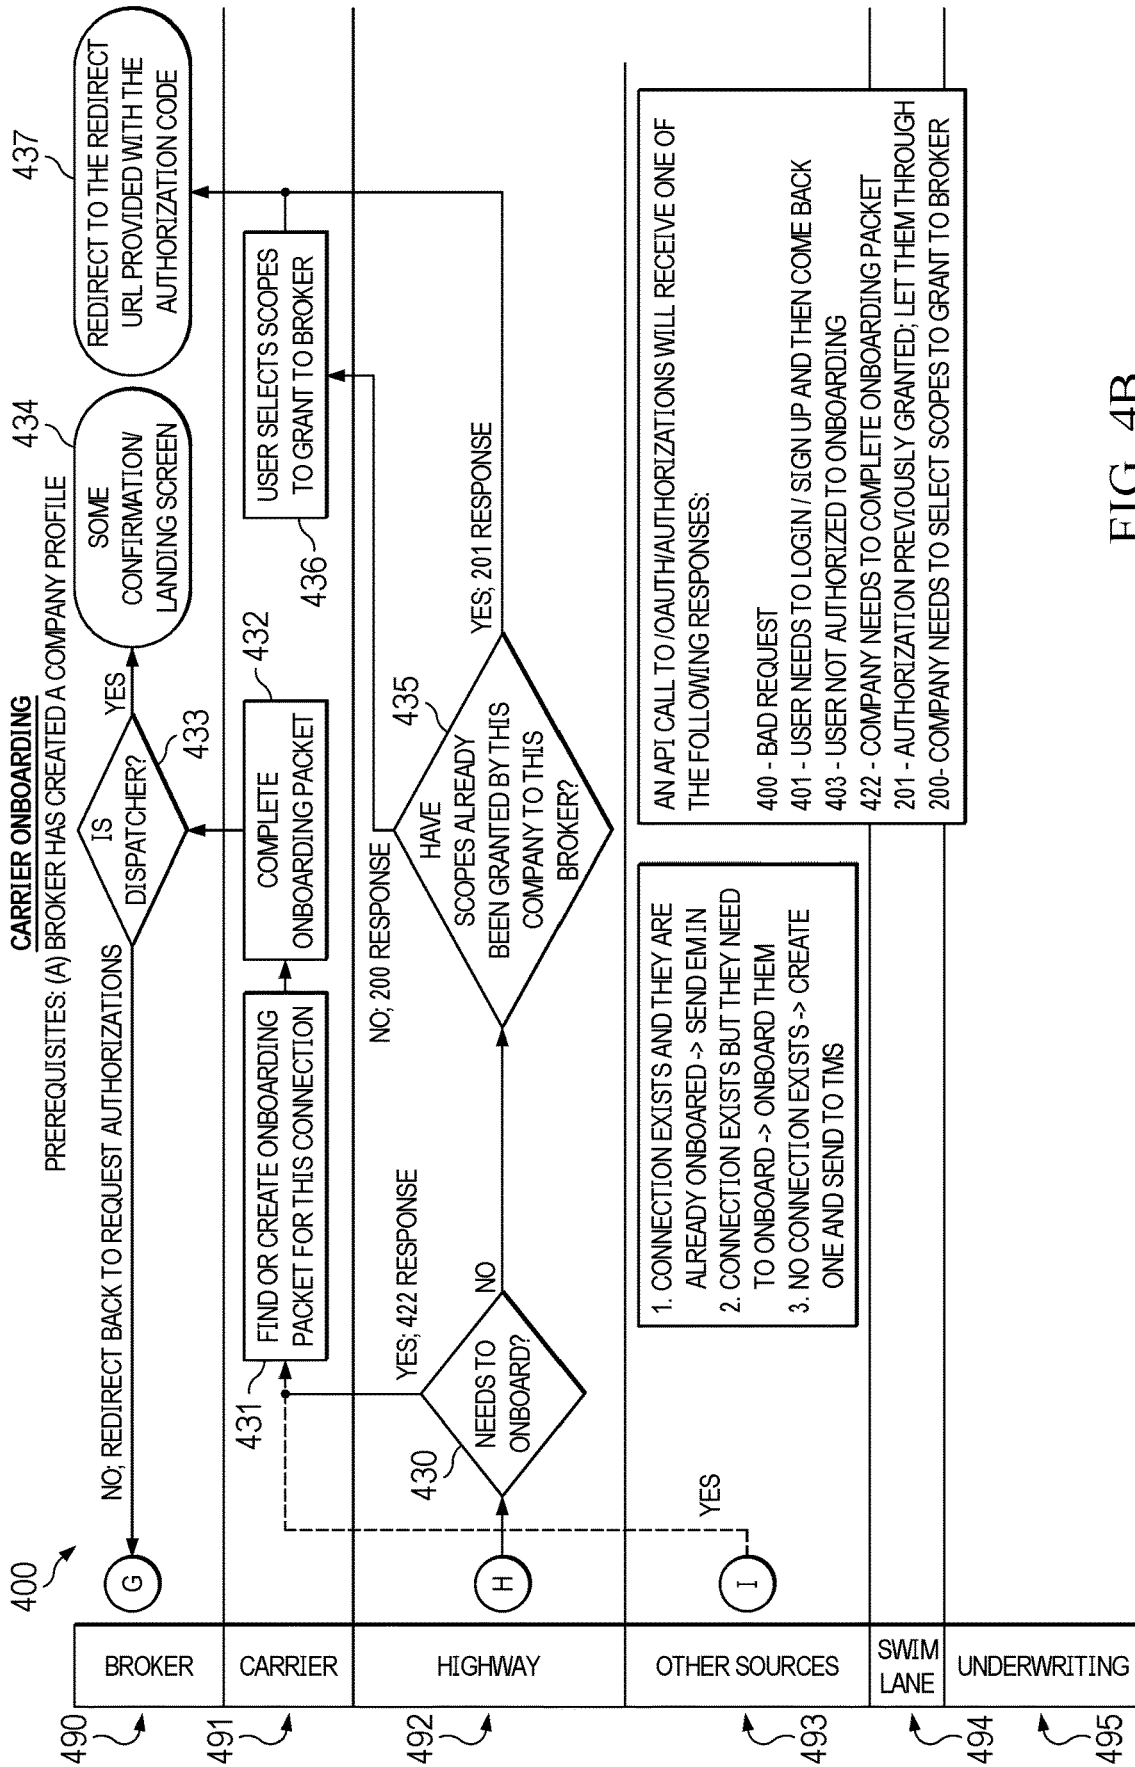 CARRIER ONBOARDING
PREREQUISITES: (A) BROKER HAS CREATED A COMPANY PROFILE
400
490
BROKER
G
NO; REDIRECT BACK TO REQUEST AUTHORIZATIONS
IS
DISPATCHER?
433
YES
SOME
CONFIRMATION/
LANDING SCREEN
434
REDIRECT TO THE REDIRECT
URL PROVIDED WITH THE
AUTHORIZATION CODE
437
491
CARRIER
431
FIND OR CREATE ONBOARDING
PACKET FOR THIS CONNECTION
COMPLETE
ONBOARDING PACKET
432
USER SELECTS SCOPES
TO GRANT TO BROKER
436
492
HIGHWAY
H
430
NEEDS TO
ONBOARD?
YES; 422 RESPONSE
NO
NO; 200 RESPONSE
HAVE
SCOPES ALREADY
BEEN GRANTED BY THIS
COMPANY TO THIS
BROKER?
435
YES; 201 RESPONSE
493
OTHER SOURCES
I
YES
1. CONNECTION EXISTS AND THEY ARE
ALREADY ONBOARED -> SEND EM IN
2. CONNECTION EXISTS BUT THEY NEED
TO ONBOARD -> ONBOARD THEM
3. NO CONNECTION EXISTS -> CREATE
ONE AND SEND TO TMS
AN API CALL TO /OAUTH/AUTHORIZATIONS WILL RECEIVE ONE OF
THE FOLLOWING RESPONSES:
400 - BAD REQUEST
401 - USER NEEDS TO LOGIN / SIGN UP AND THEN COME BACK
403 - USER NOT AUTHORIZED TO ONBOARDING
422 - COMPANY NEEDS TO COMPLETE ONBOARDING PACKET
201 - AUTHORIZATION PREVIOUSLY GRANTED; LET THEM THROUGH
200- COMPANY NEEDS TO SELECT SCOPES TO GRANT TO BROKER
494
SWIM
LANE
495
UNDERWRITING
FIG. 4B